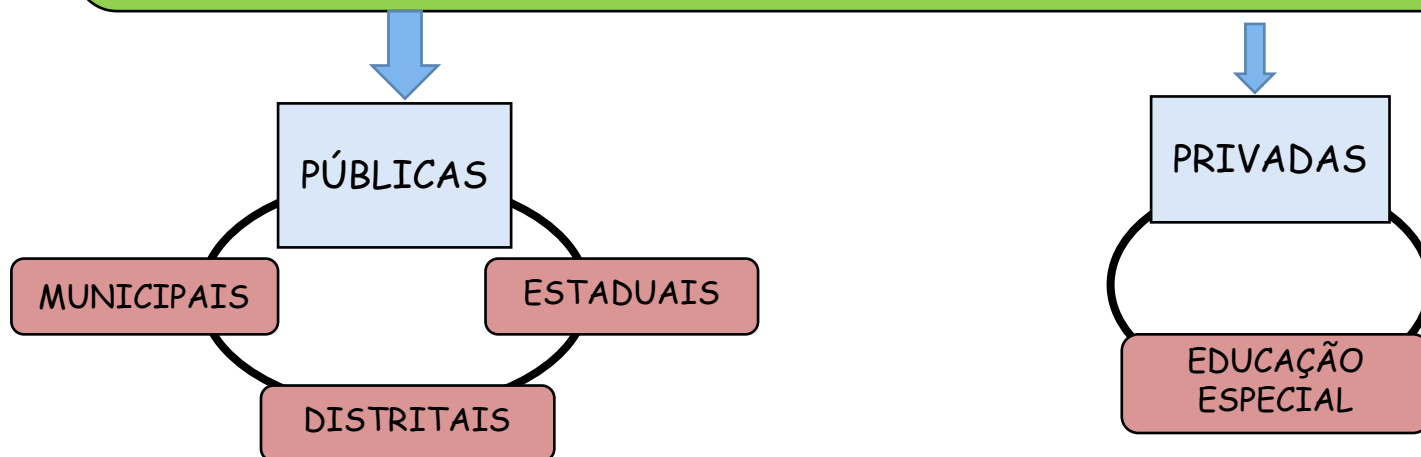 PÚBLICAS
MUNICIPAIS
ESTADUAIS
DISTRITAIS
PRIVADAS
EDUCAÇÃO
ESPECIAL